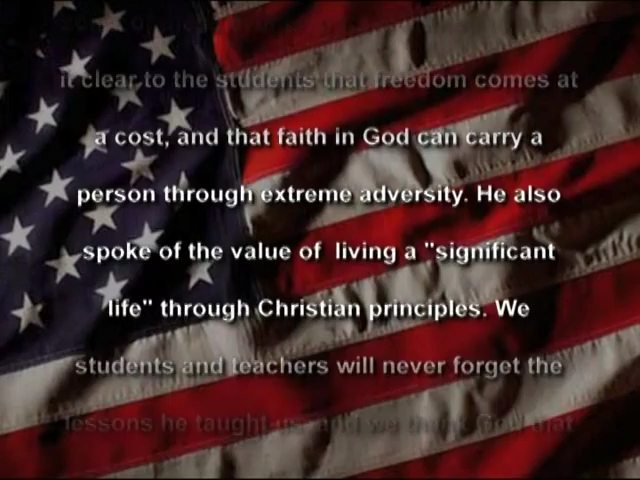 it clear to the students that freedom comes at
a cost, and that faith in God can carry a
person through extreme adversity. He also
spoke of the value of  living a "significant
life" through Christian principles. We
students and teachers will never forget the
lessons he taught us, and we thank God that